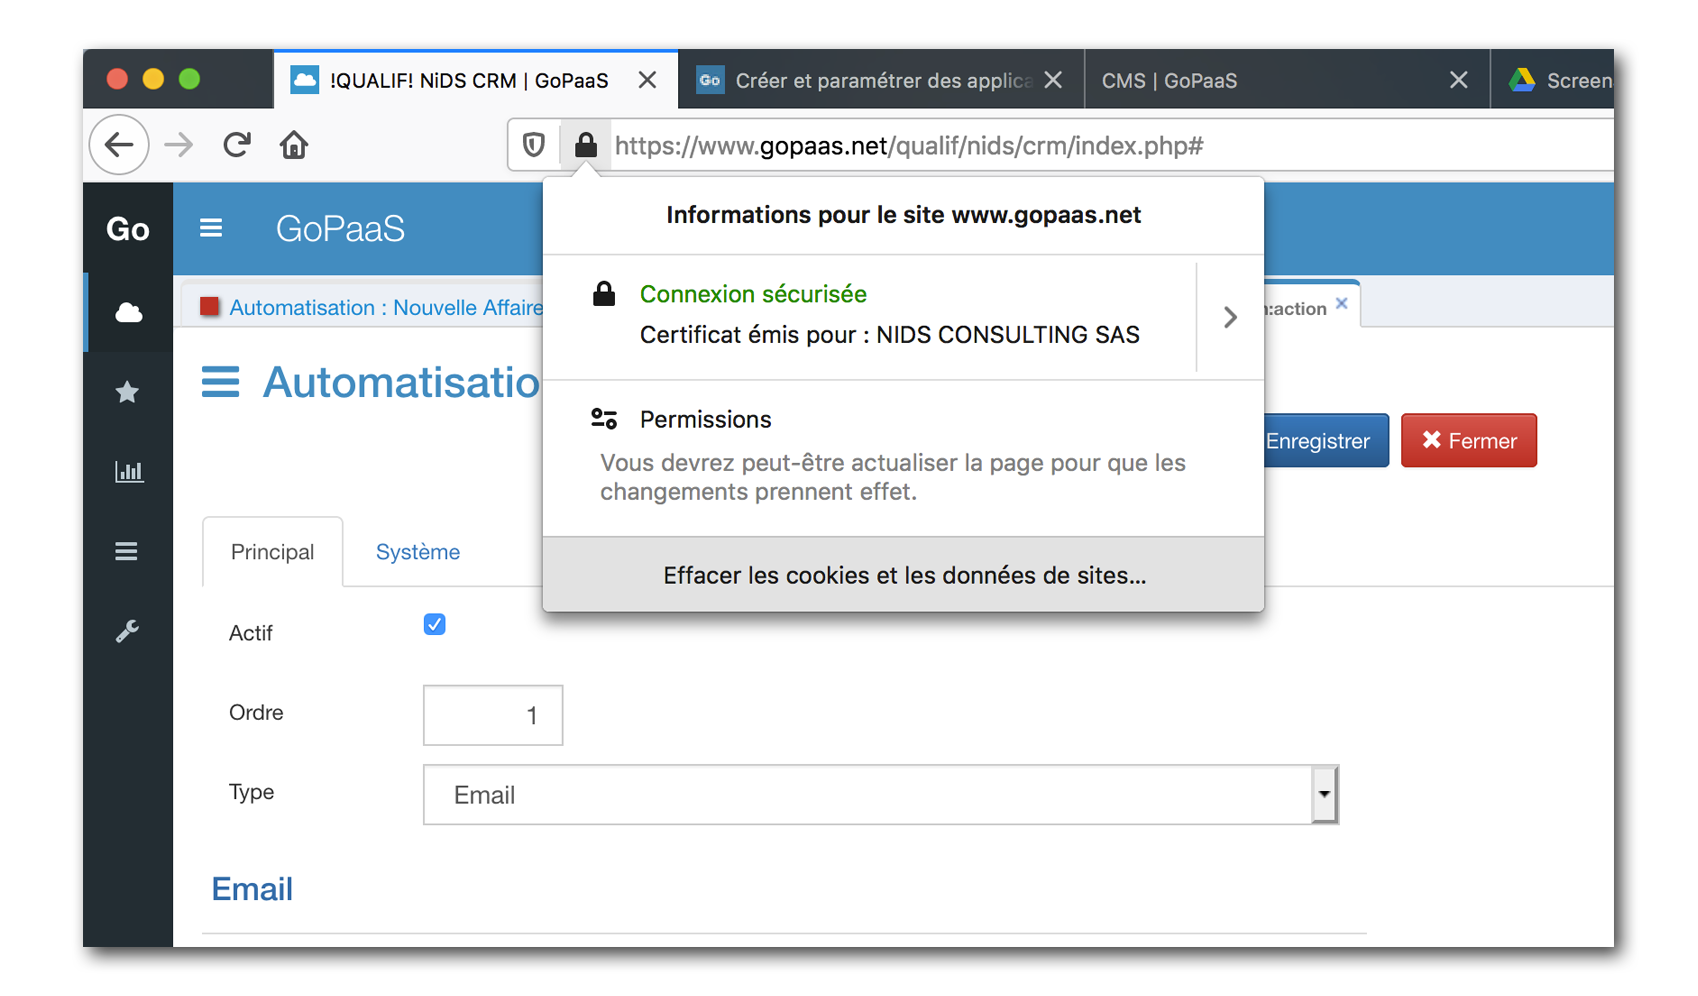 !QUALIF! NiDS CRM | GoPaaS
Go Créer et paramétrer des applica
CMS | GoPaaS
Screen
https://www.gopaas.net/qualif/nids/crm/index.php#
Go
GoPaaS
Informations pour le site www.gopaas.net
Connexion sécurisée
Certificat émis pour : NIDS CONSULTING SAS
Permissions
Vous devrez peut-être actualiser la page pour que les
changements prennent effet.
Effacer les cookies et les données de sites...
Automatisation : Nouvelle Affaire
:action
Automatisatio
Enregistrer
Fermer
Principal
Système
Actif
Ordre
1
Type
Email
Email